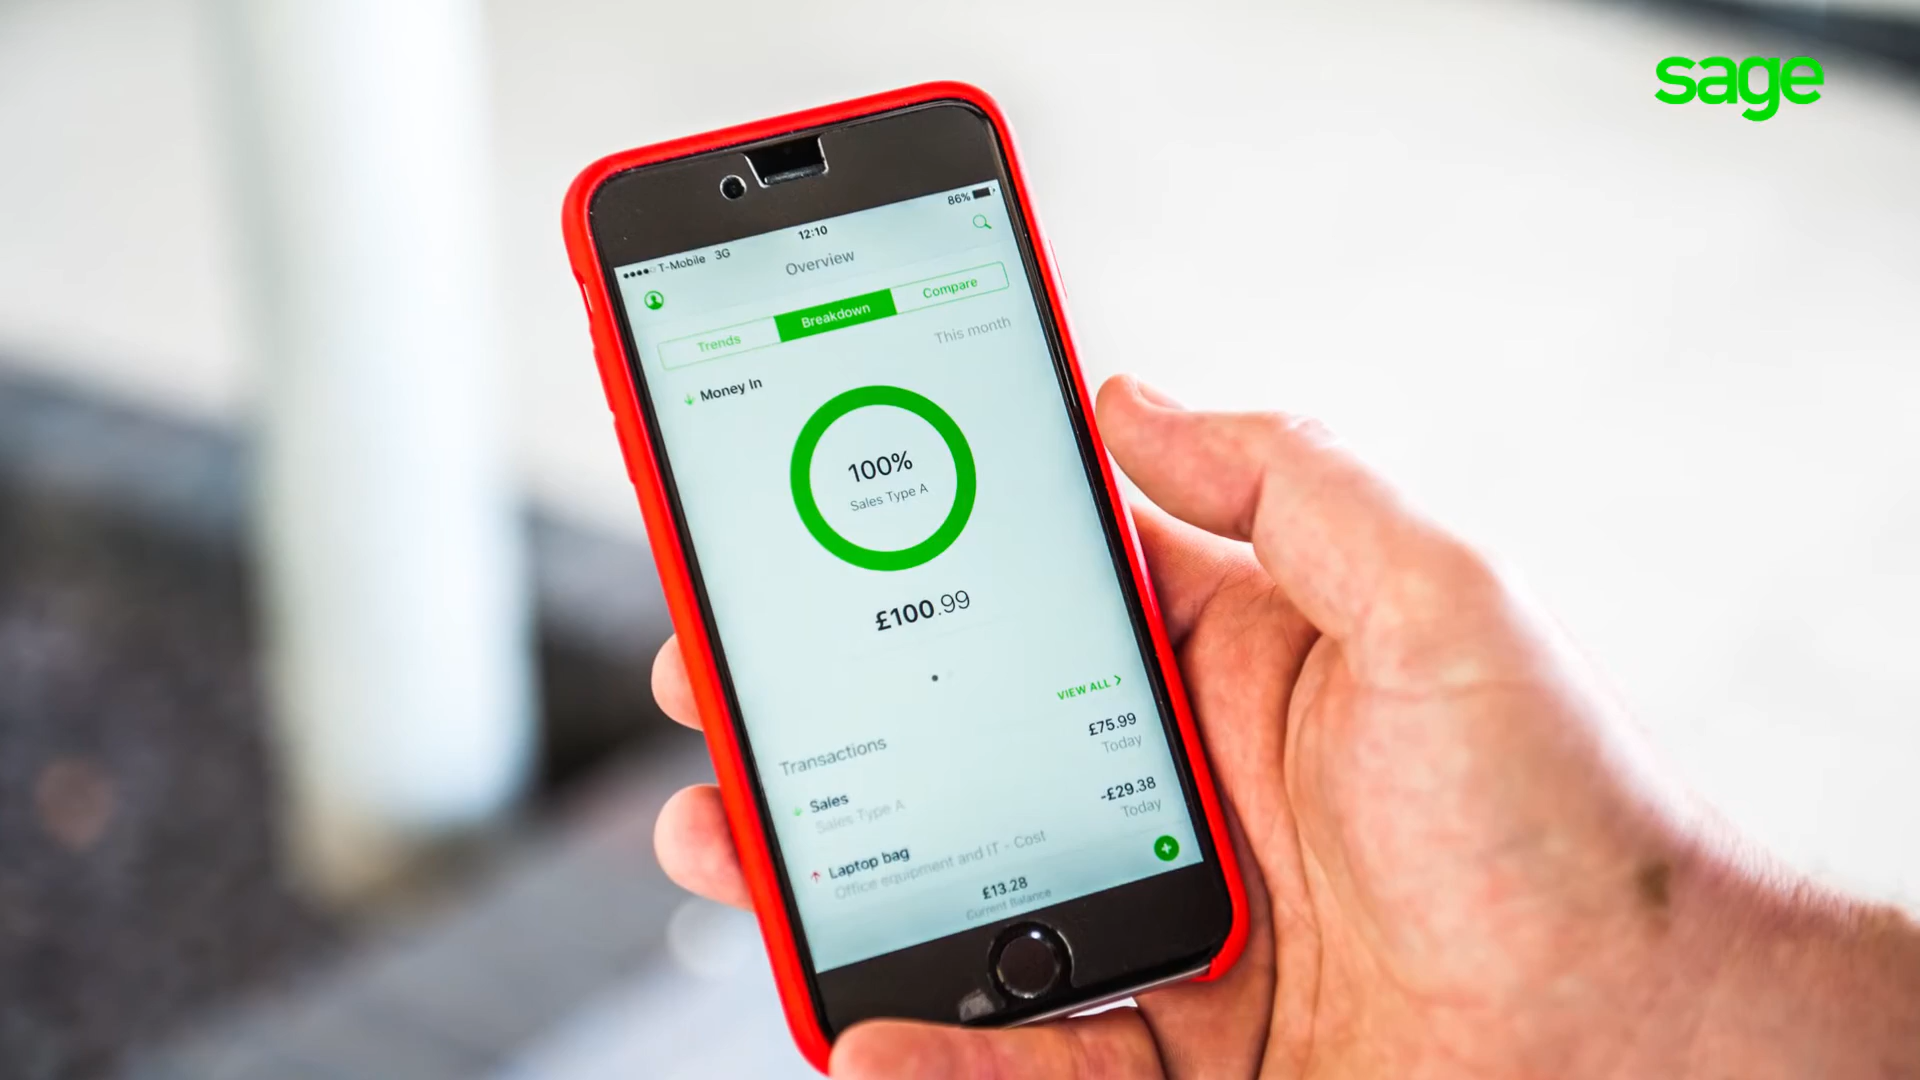 sage
86%
●●●●○ T-Mobile 3G
12:10
Overview
Trends
Breakdown
Compare
This month
Money In
100%
Sales Type A
£100.99
VIEW ALL >
Transactions
Sales
£75.99
Sales Type A
Today
Laptop bag
-£29.38
Office equipment and IT - Cost
Today
£13.28
Current Balance